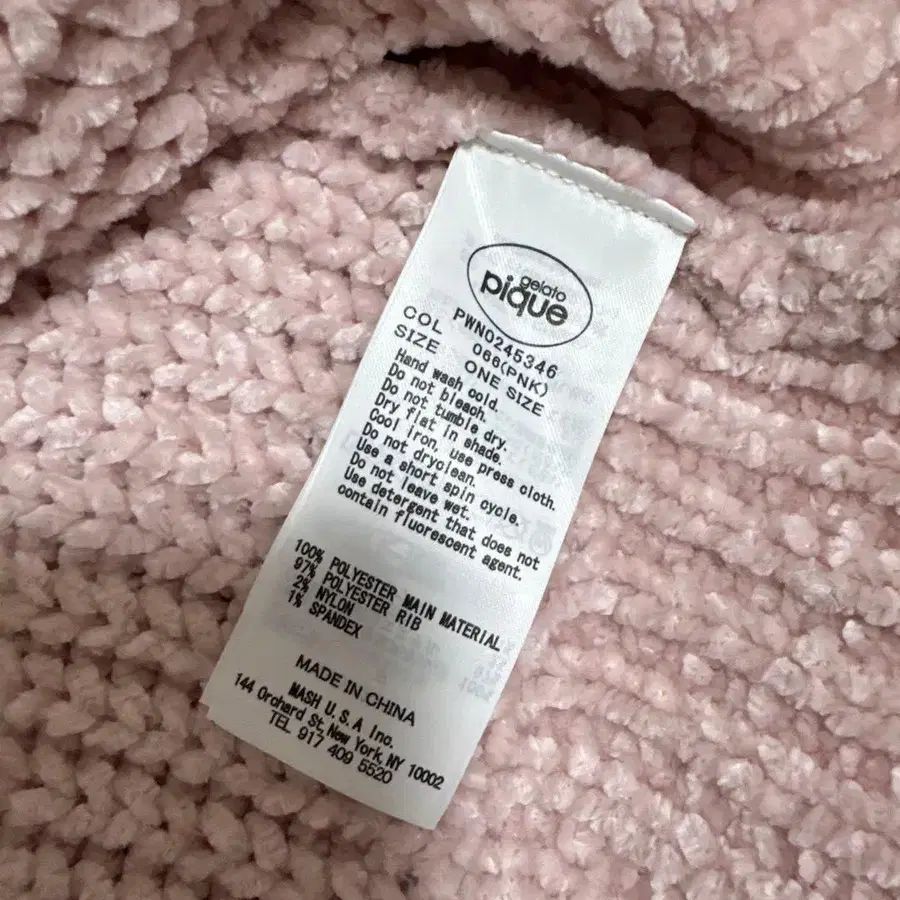 gelato
pique
PWNO245346
COL 066(PNK)
SIZE ONE SIZE
Hand wash cold.
Do not bleach.
Do not tumble dry.
Dry flat in shade.
Cool iron, use press cloth.
Do not dryclean.
Use a short spin cycle.
Do not leave wet.
Use detergent that does not
contain fluorescent agent.
100% POLYESTER MAIN MATERIAL
97% POLYESTER RIB
2% NYLON
1% SPANDEX
MADE IN CHINA
MASH U.S.A Inc.
144 Orchard St,New York,NY 10002
TEL 917 409 5520